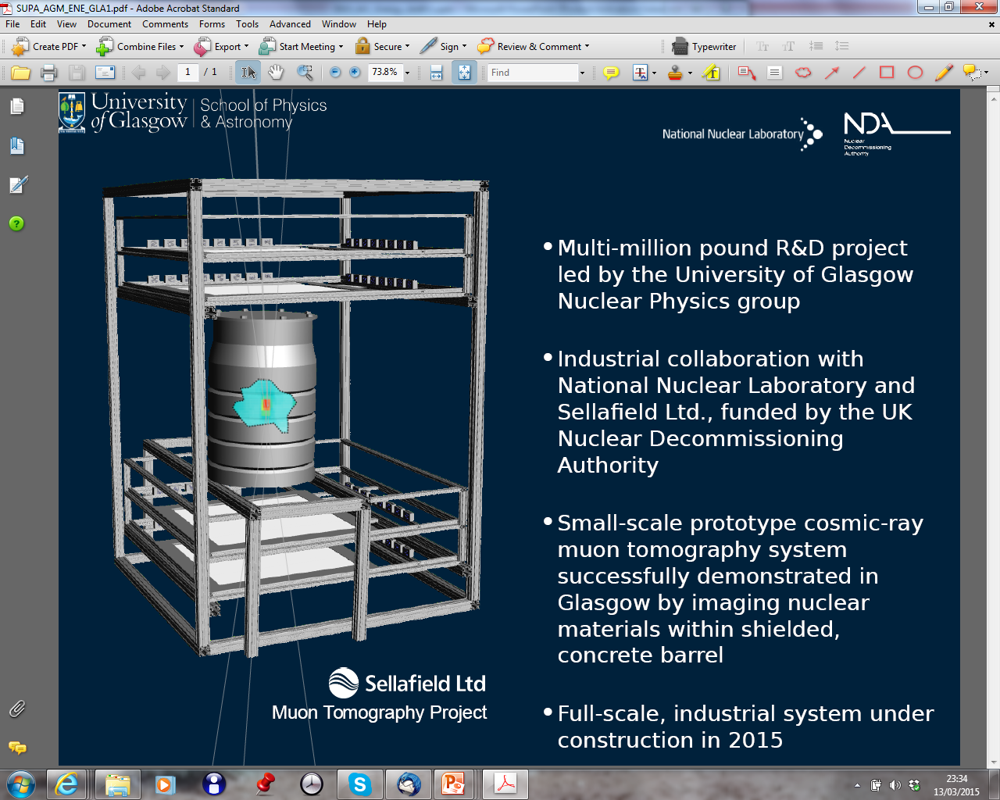 SUPA_AGM_ENE_GLA1.pdf - Adobe Acrobat Standard
File Edit View Document Comments Forms Tools Advanced Window Help
Create PDF Combine Files Export Start Meeting Secure Sign Review & Comment Typewriter
1 / 1 73.8% Find
University of Glasgow
School of Physics
& Astronomy
National Nuclear Laboratory
NDA
Nuclear
Decommissioning
Authority
• Multi-million pound R&D project
led by the University of Glasgow
Nuclear Physics group
• Industrial collaboration with
National Nuclear Laboratory and
Sellafield Ltd., funded by the UK
Nuclear Decommissioning
Authority
• Small-scale prototype cosmic-ray
muon tomography system
successfully demonstrated in
Glasgow by imaging nuclear
materials within shielded,
concrete barrel
• Full-scale, industrial system under
construction in 2015
Sellafield Ltd
Muon Tomography Project
23:34
13/03/2015